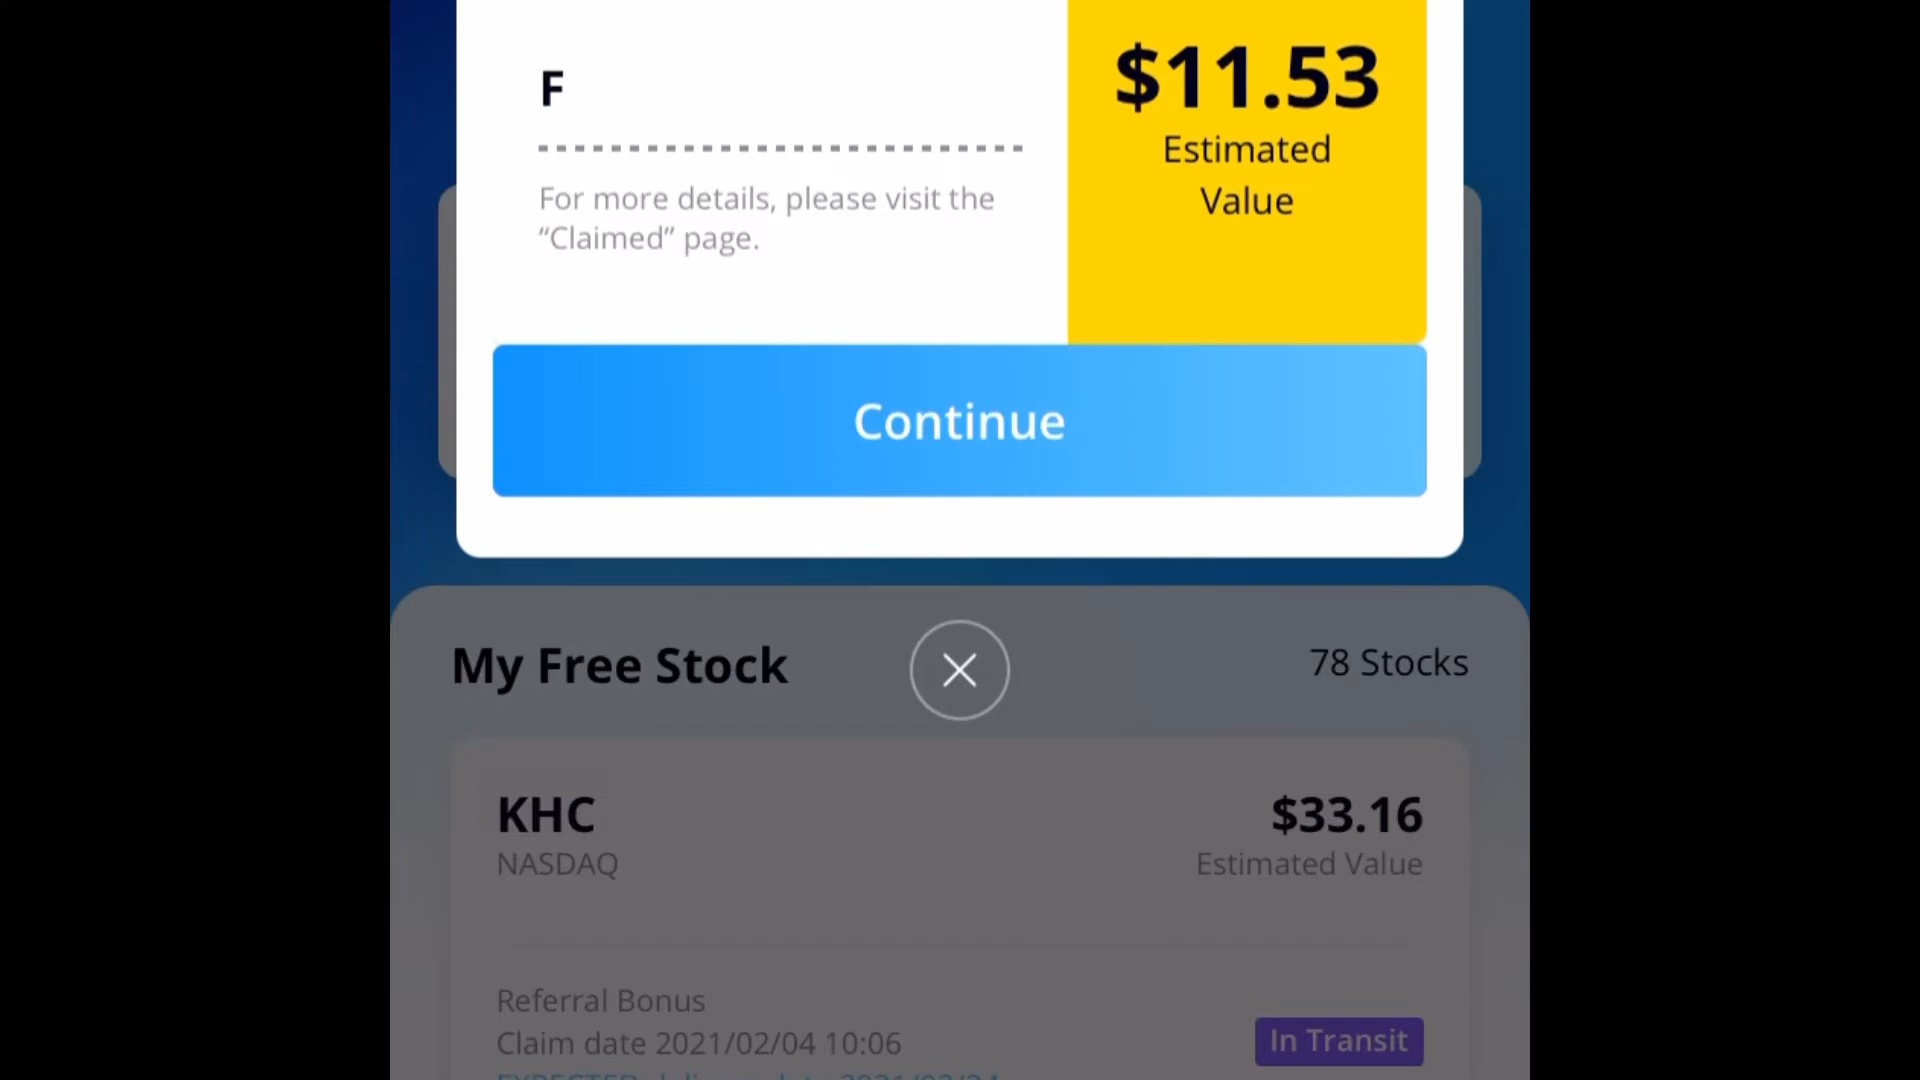 F
$11.53
Estimated
Value
For more details, please visit the
“Claimed” page.
Continue
My Free Stock
78 Stocks
KHC
$33.16
NASDAQ
Estimated Value
Referral Bonus
Claim date 2021/02/04 10:06
In Transit